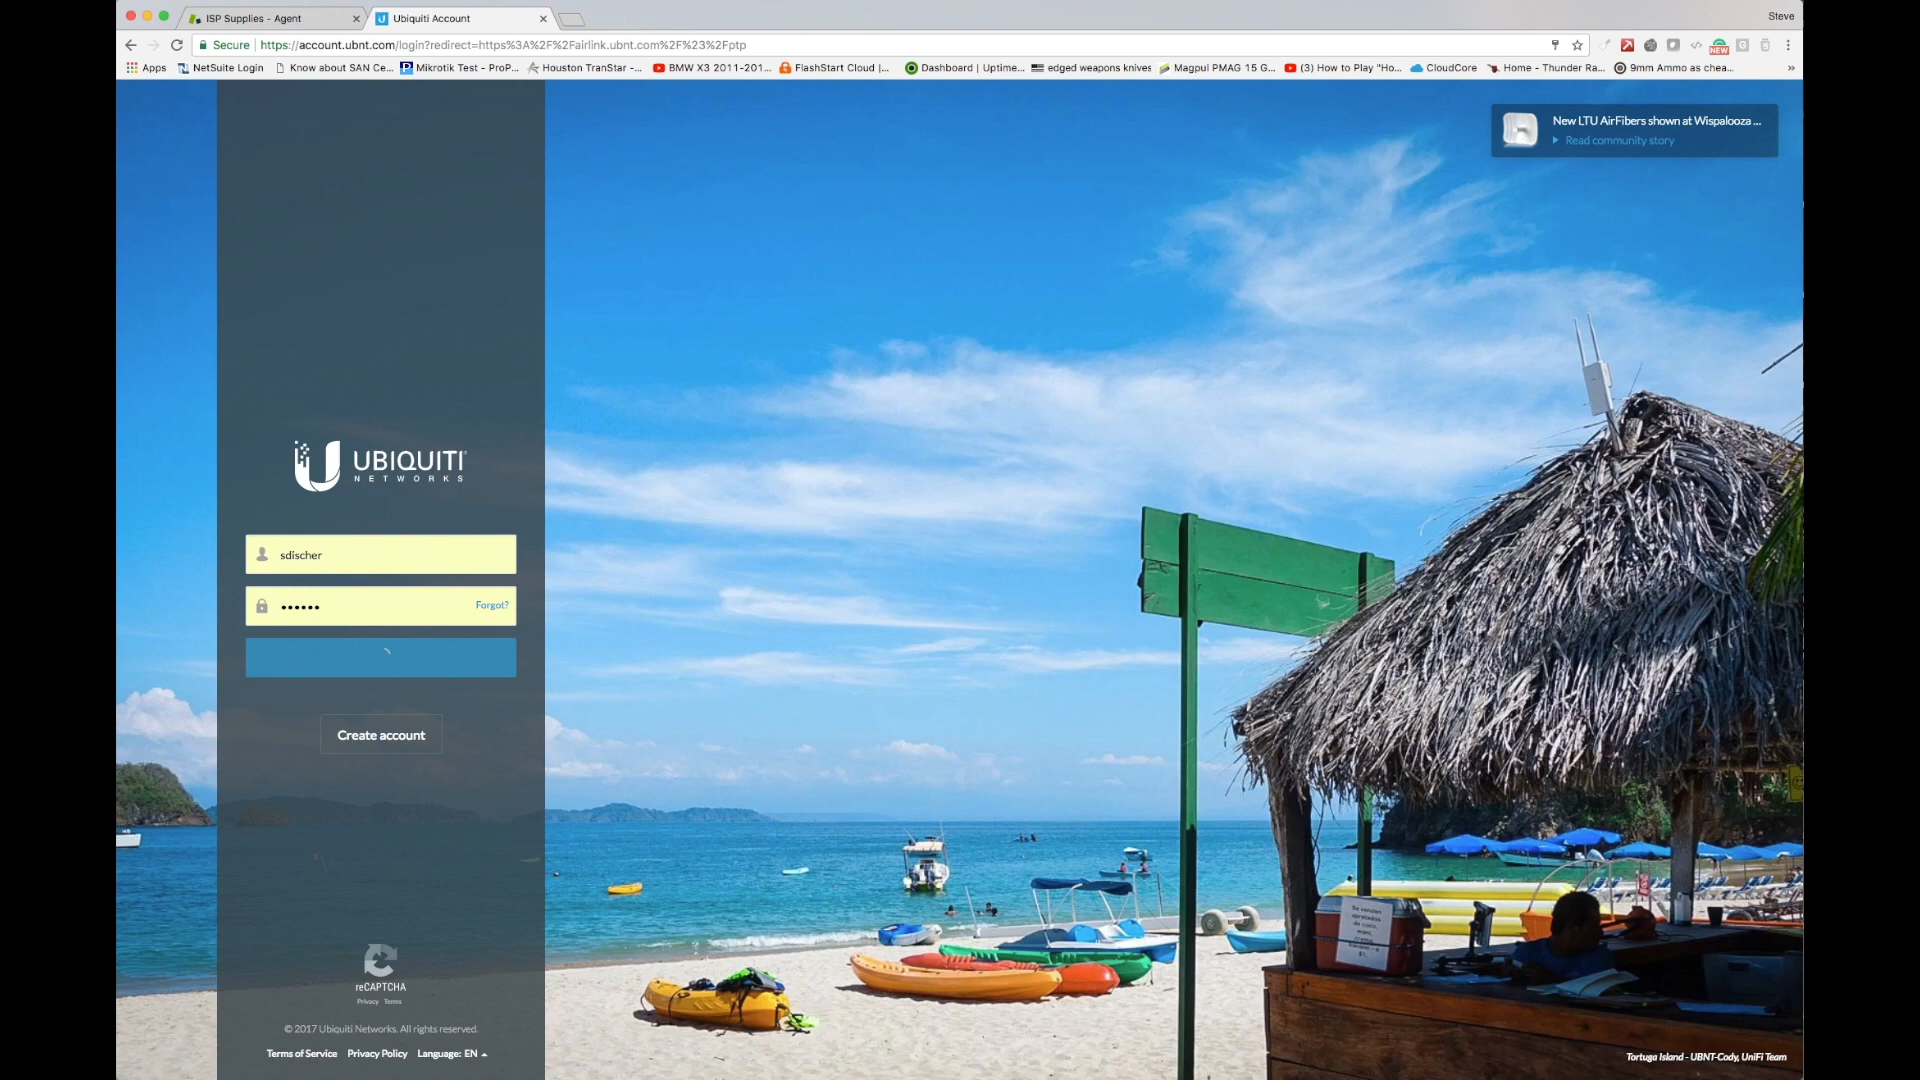 ISP Supplies - Agent
Ubiquiti Account
Steve
Secure
https://account.ubnt.com/login?redirect=https%3A%2F%2Fairlink.ubnt.com%2F%23%2Fptp
NEW
Apps
NetSuite Login
Know about SAN Ce...
Mikrotik Test - ProP...
Houston TranStar -...
BMW X3 2011-201...
FlashStart Cloud |...
Dashboard | Uptime...
edged weapons knives
Magpul PMAG 15 G...
(3) How to Play "Ho...
CloudCore
Home - Thunder Ra...
9mm Ammo as chea...
»
New LTU AirFibers shown at Wispalooza ...
Read community story
UBIQUITI
NETWORKS
sdischer
••••••
Forgot?
Create account
reCAPTCHA
Privacy Terms
© 2017 Ubiquiti Networks. All rights reserved.
Terms of Service Privacy Policy Language: EN
Se venden
de coco,
Tortuga Island - UBNT-Cody, UniFi Team